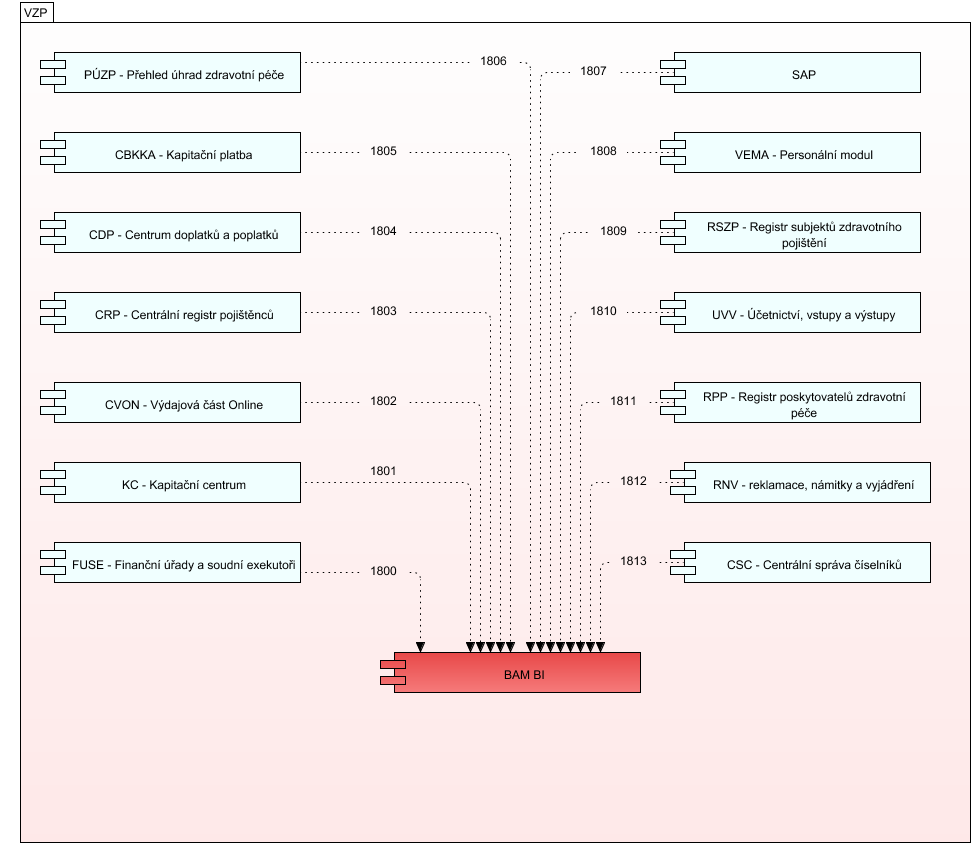 VZP
PÚZP - Přehled úhrad zdravotní péče
1806
1807
SAP
CBKKA - Kapitační platba
1805
1808
VEMA - Personální modul
CDP - Centrum doplatků a poplatků
1804
1809
RSZP - Registr subjektů zdravotního
pojištění
CRP - Centrální registr pojištěnců
1803
1810
UVV - Účetnictví, vstupy a výstupy
CVON - Výdajová část Online
1802
1811
RPP - Registr poskytovatelů zdravotní
péče
KC - Kapitační centrum
1801
1812
RNV - reklamace, námitky a vyjádření
FUSE - Finanční úřady a soudní exekutoři
1800
1813
CSC - Centrální správa číselníků
BAM BI